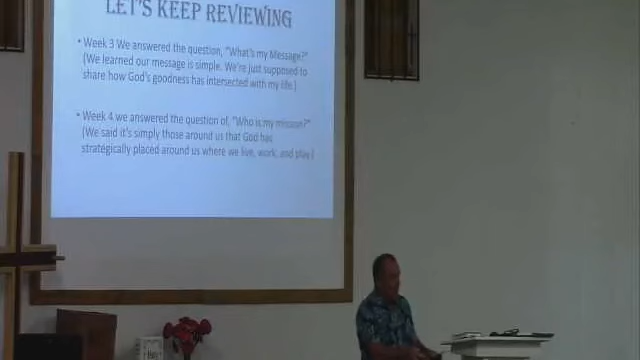 LET'S KEEP REVIEWING
• Week 3 We answered the question, "What's my Message?"
(We learned our message is simple. We're just supposed to
share how God's goodness has intersected with my life.)
• Week 4 we answered the question of, "Who is my mission?"
(We said it's simply those around us that God has
strategically placed around us where we live, work, and play)